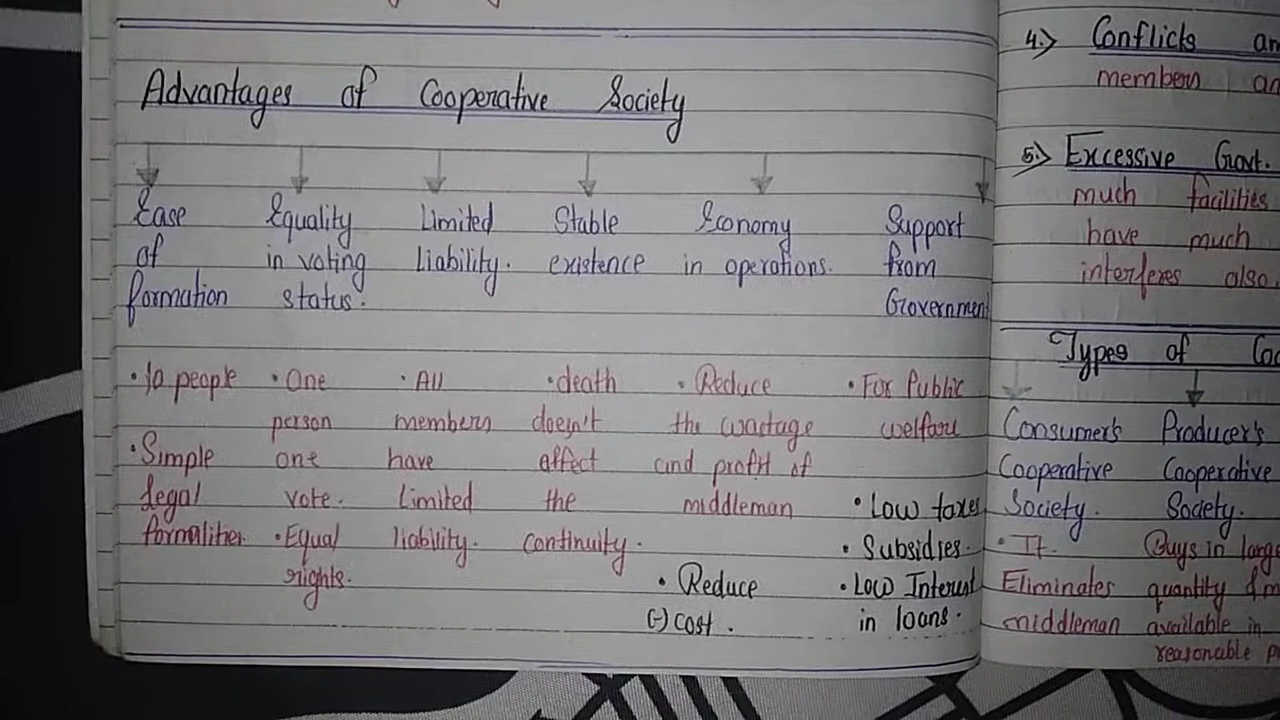 Advantages of Cooperative Society
Ease
of
formation
Equality
in voting
status.
Limited
liability.
Stable
existence
Economy
in operations.
Support
from
Government
• 10 people
• Simple
legal
formalities.
• One
person
one
vote.
• Equal
rights.
• All
members
have
Limited
liability.
• death
doesn't
affect
the
continuity.
• Reduce
the wastage
and profit of
middleman
• Reduce
(-) cost.
• For Public
welfare
• Low taxes
• Subsidies.
• Low Interest
in loans.
4.> Conflicts
members
5.> Excessive Govt.
much facilities
have much
interferes also.
Types of
Consumer's
Cooperative
Society.
• It
Eliminates
middleman
Producer's
Cooperative
Society.
Buys in
quantity &
available in
reasonable